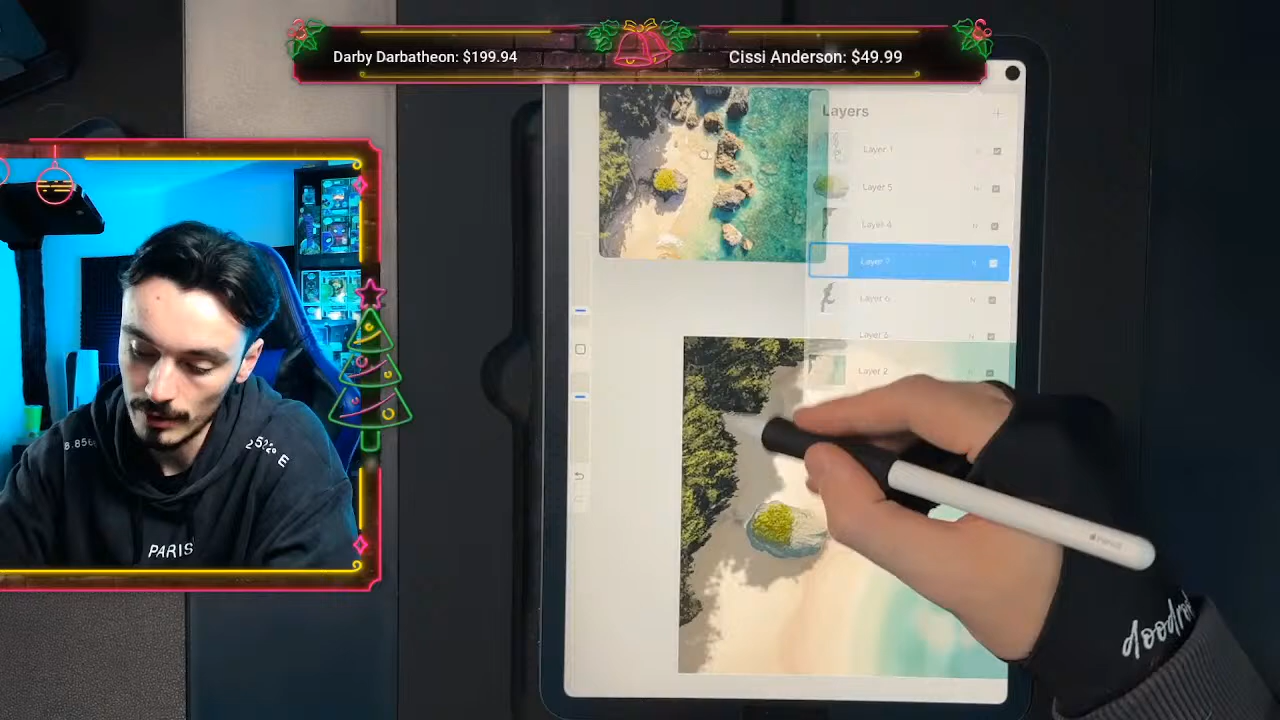 Darby Darbatheon: $199.94
Cissi Anderson: $49.99
Layers
Layer 1
Layer 5
Layer 4
Layer 7
Layer 6
Layer 2
PARIS